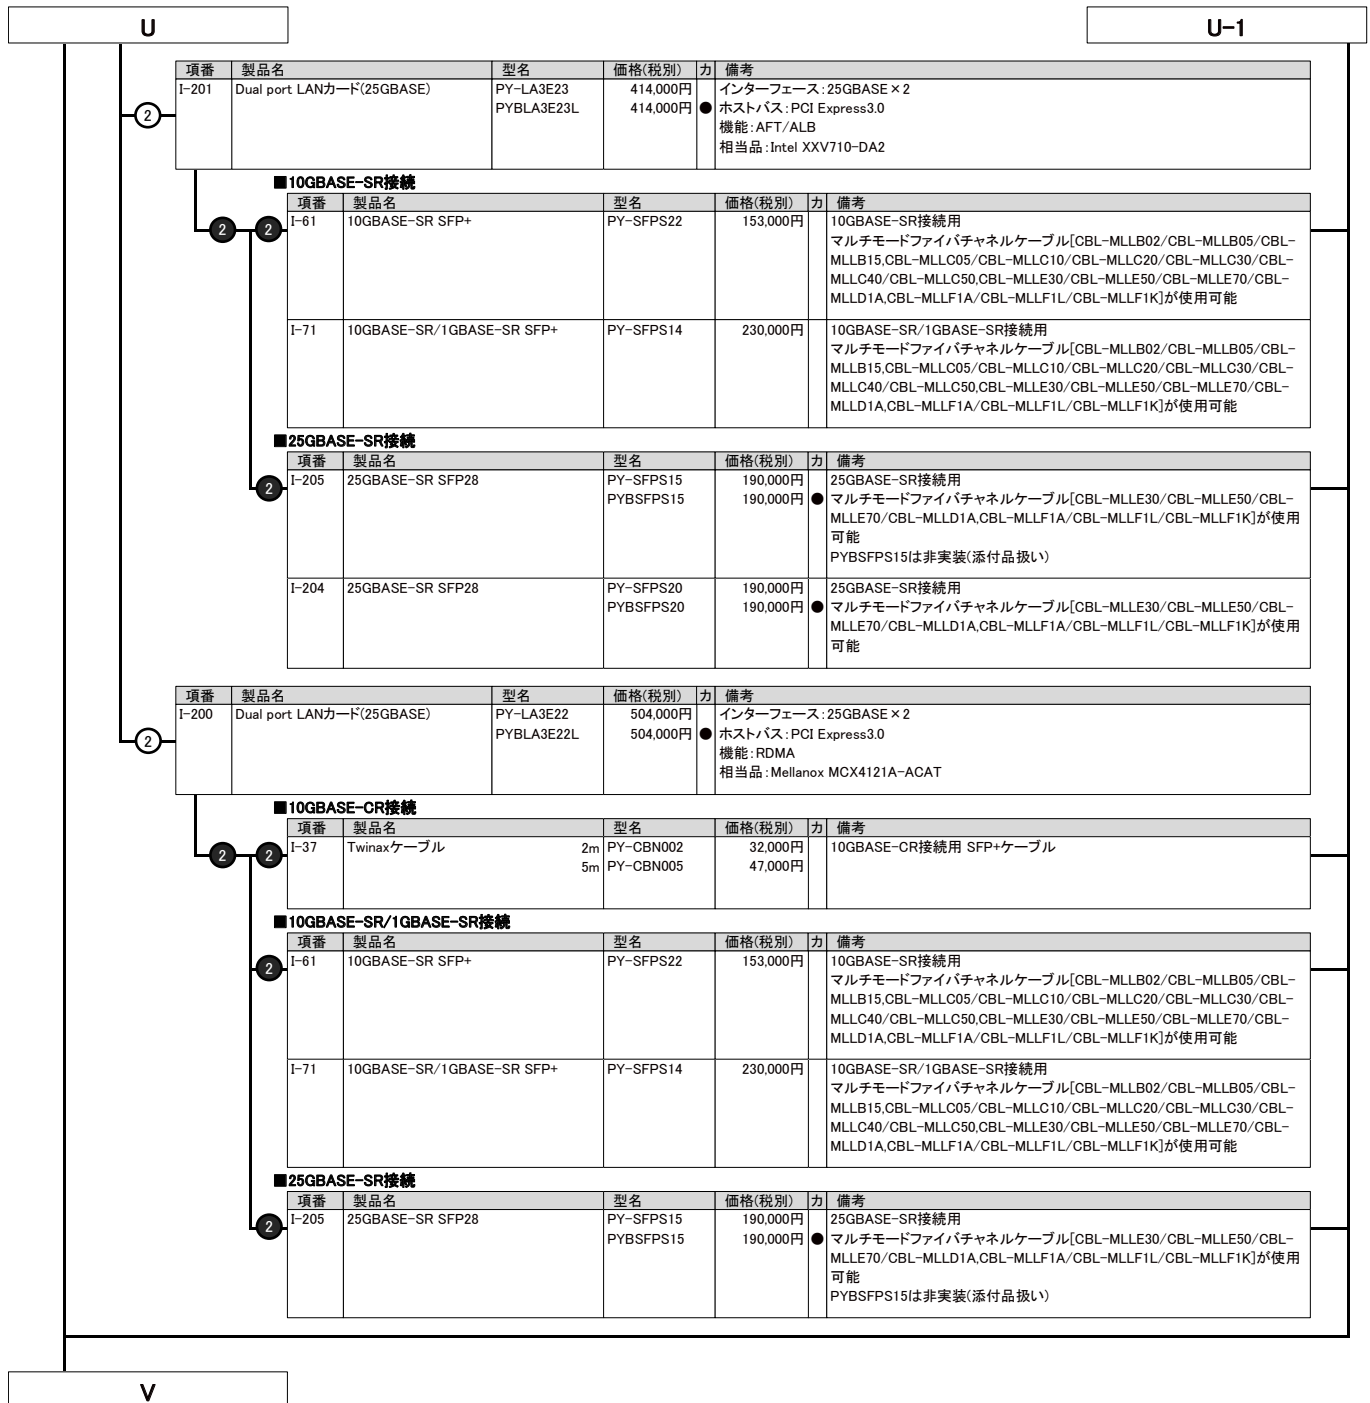 U
U-1
項番 製品名 型名 価格(税別) カ 備考
I-201 Dual port LANカード(25GBASE) PY-LA3E23 414,000円 インターフェース:25GBASE×2
PYBLA3E23L 414,000円 ● ホストバス:PCI Express3.0
2
機能:AFT/ALB
相当品:Intel XXV710-DA2
■10GBASE-SR接続
項番 製品名 型名 価格(税別) カ 備考
2 2 I-61 10GBASE-SR SFP+ PY-SFPS22 153,000円 10GBASE-SR接続用
マルチモードファイバチャネルケーブル[CBL-MLLB02/CBL-MLLB05/CBL-
MLLB15,CBL-MLLC05/CBL-MLLC10/CBL-MLLC20/CBL-MLLC30/CBL-
MLLC40/CBL-MLLC50,CBL-MLLE30/CBL-MLLE50/CBL-MLLE70/CBL-
MLLD1A,CBL-MLLF1A/CBL-MLLF1L/CBL-MLLF1K]が使用可能
I-71 10GBASE-SR/1GBASE-SR SFP+ PY-SFPS14 230,000円 10GBASE-SR/1GBASE-SR接続用
マルチモードファイバチャネルケーブル[CBL-MLLB02/CBL-MLLB05/CBL-
MLLB15,CBL-MLLC05/CBL-MLLC10/CBL-MLLC20/CBL-MLLC30/CBL-
MLLC40/CBL-MLLC50,CBL-MLLE30/CBL-MLLE50/CBL-MLLE70/CBL-
MLLD1A,CBL-MLLF1A/CBL-MLLF1L/CBL-MLLF1K]が使用可能
■25GBASE-SR接続
項番 製品名 型名 価格(税別) カ 備考
2 I-205 25GBASE-SR SFP28 PY-SFPS15 190,000円 25GBASE-SR接続用
PYBSFPS15 190,000円 ● マルチモードファイバチャネルケーブル[CBL-MLLE30/CBL-MLLE50/CBL-
MLLE70/CBL-MLLD1A,CBL-MLLF1A/CBL-MLLF1L/CBL-MLLF1K]が使用
可能
PYBSFPS15は非実装(添付品扱い)
I-204 25GBASE-SR SFP28 PY-SFPS20 190,000円 25GBASE-SR接続用
PYBSFPS20 190,000円 ● マルチモードファイバチャネルケーブル[CBL-MLLE30/CBL-MLLE50/CBL-
MLLE70/CBL-MLLD1A,CBL-MLLF1A/CBL-MLLF1L/CBL-MLLF1K]が使用
可能
項番 製品名 型名 価格(税別) カ 備考
I-200 Dual port LANカード(25GBASE) PY-LA3E22 504,000円 インターフェース:25GBASE×2
2 PYBLA3E22L 504,000円 ● ホストバス:PCI Express3.0
機能:RDMA
相当品:Mellanox MCX4121A-ACAT
■10GBASE-CR接続
項番 製品名 型名 価格(税別) カ 備考
2 2 I-37 Twinaxケーブル 2m PY-CBN002 32,000円 10GBASE-CR接続用 SFP+ケーブル
5m PY-CBN005 47,000円
■10GBASE-SR/1GBASE-SR接続
項番 製品名 型名 価格(税別) カ 備考
2 I-61 10GBASE-SR SFP+ PY-SFPS22 153,000円 10GBASE-SR接続用
マルチモードファイバチャネルケーブル[CBL-MLLB02/CBL-MLLB05/CBL-
MLLB15,CBL-MLLC05/CBL-MLLC10/CBL-MLLC20/CBL-MLLC30/CBL-
MLLC40/CBL-MLLC50,CBL-MLLE30/CBL-MLLE50/CBL-MLLE70/CBL-
MLLD1A,CBL-MLLF1A/CBL-MLLF1L/CBL-MLLF1K]が使用可能
I-71 10GBASE-SR/1GBASE-SR SFP+ PY-SFPS14 230,000円 10GBASE-SR/1GBASE-SR接続用
マルチモードファイバチャネルケーブル[CBL-MLLB02/CBL-MLLB05/CBL-
MLLB15,CBL-MLLC05/CBL-MLLC10/CBL-MLLC20/CBL-MLLC30/CBL-
MLLC40/CBL-MLLC50,CBL-MLLE30/CBL-MLLE50/CBL-MLLE70/CBL-
MLLD1A,CBL-MLLF1A/CBL-MLLF1L/CBL-MLLF1K]が使用可能
■25GBASE-SR接続
項番 製品名 型名 価格(税別) カ 備考
2 I-205 25GBASE-SR SFP28 PY-SFPS15 190,000円 25GBASE-SR接続用
PYBSFPS15 190,000円 ● マルチモードファイバチャネルケーブル[CBL-MLLE30/CBL-MLLE50/CBL-
MLLE70/CBL-MLLD1A,CBL-MLLF1A/CBL-MLLF1L/CBL-MLLF1K]が使用
可能
PYBSFPS15は非実装(添付品扱い)
V